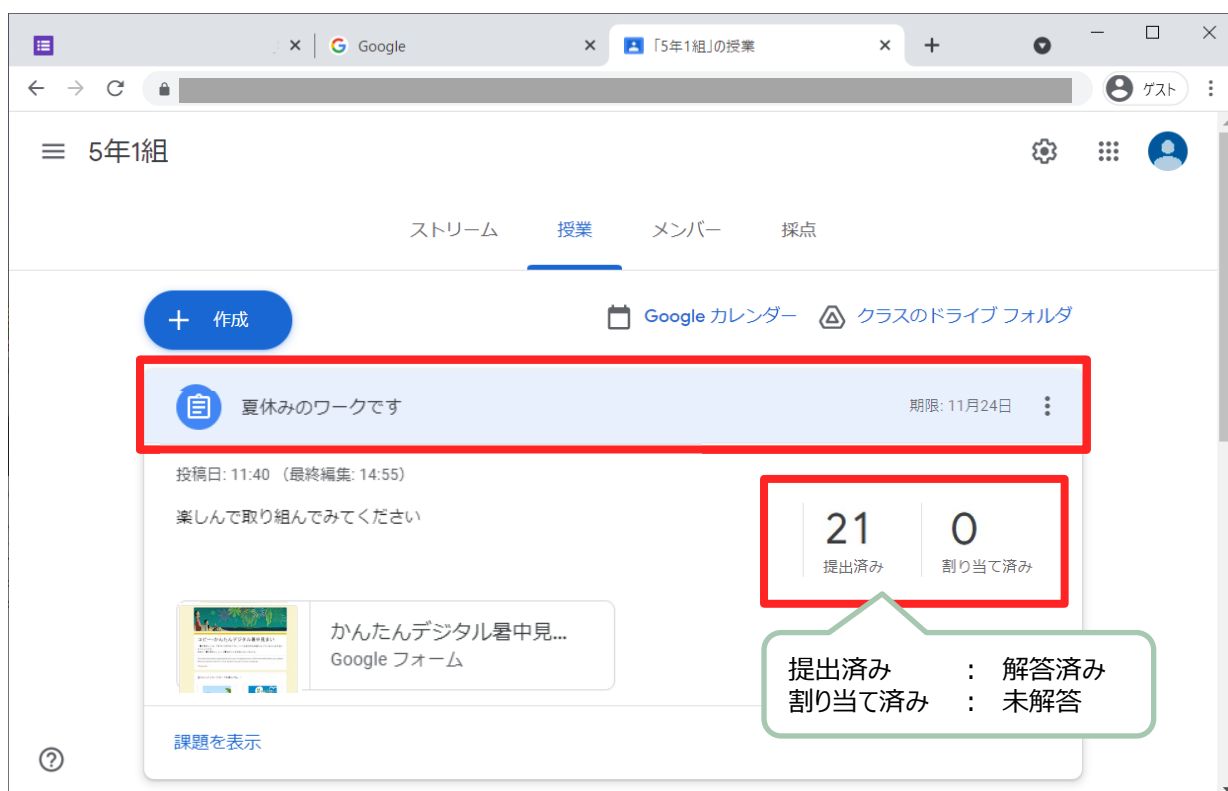 Google
「5年1組」の授業
ゲスト
5年1組
ストリーム 授業 メンバー 採点
作成
Google カレンダー クラスのドライブ フォルダ
夏休みのワークです
期限: 11月24日
投稿日: 11:40 (最終編集: 14:55)
楽しんで取り組んでみてください
21 0
提出済み 割り当て済み
かんたんデジタル暑中見...
Google フォーム
提出済み : 解答済み
割り当て済み : 未解答
課題を表示